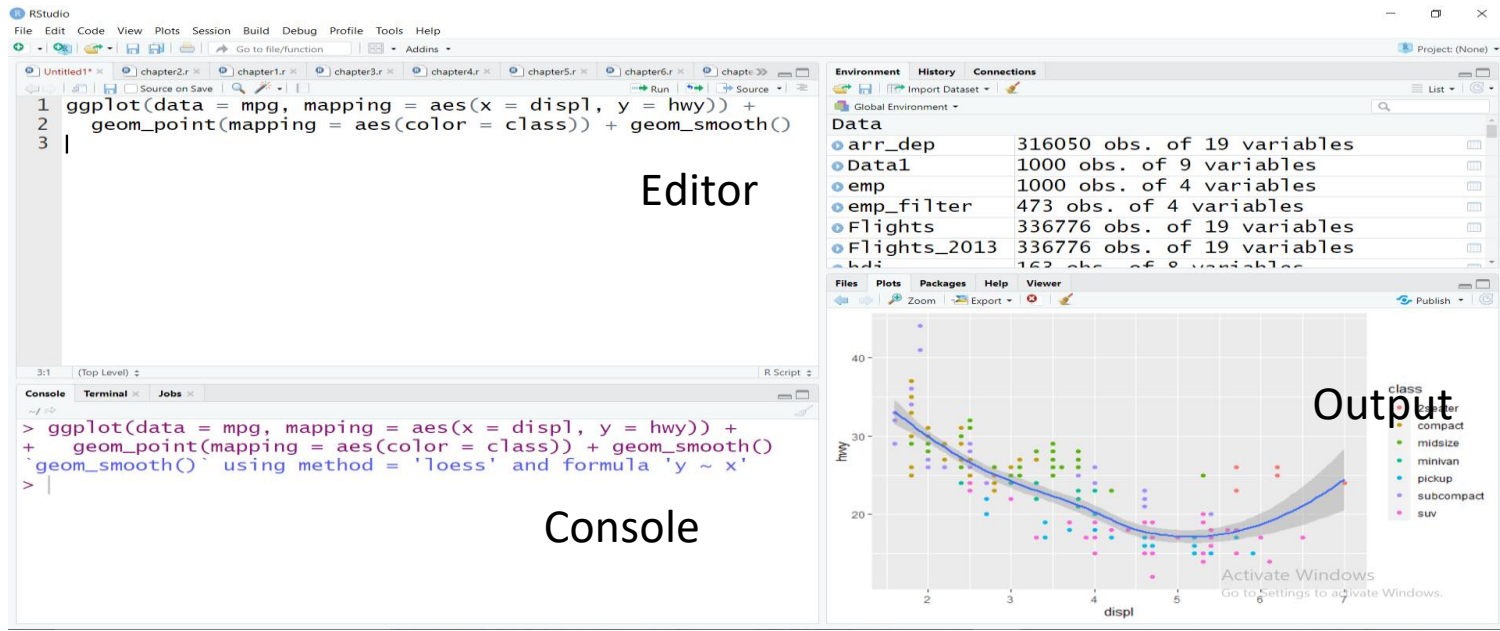 RStudio
File Edit Code View Plots Session Build Debug Profile Tools Help
Go to file/function Addins
Project: (None)
Untitled1* chapter2.r chapter1.r chapter3.r chapter4.r chapter5.r chapter6.r chapte
Source on Save Run Source
1 ggplot(data = mpg, mapping = aes(x = displ, y = hwy)) +
2 geom_point(mapping = aes(color = class)) + geom_smooth()
3
Editor
3:1 (Top Level) R Script
Console Terminal Jobs
~/
> ggplot(data = mpg, mapping = aes(x = displ, y = hwy)) +
+ geom_point(mapping = aes(color = class)) + geom_smooth()
`geom_smooth()` using method = 'loess' and formula 'y ~ x'
>
Console
Environment History Connections
Import Dataset List
Global Environment
Data
arr_dep 316050 obs. of 19 variables
Data1 1000 obs. of 9 variables
emp 1000 obs. of 4 variables
emp_filter 473 obs. of 4 variables
Flights 336776 obs. of 19 variables
Flights_2013 336776 obs. of 19 variables
hdi 163 obs. of 8 variables
Files Plots Packages Help Viewer
Zoom Export Publish
40
30
20
hwy
2 3 4 5 6 7
displ
class
2seater
compact
midsize
minivan
pickup
subcompact
suv
Output
Activate Windows
Go to Settings to activate Windows.